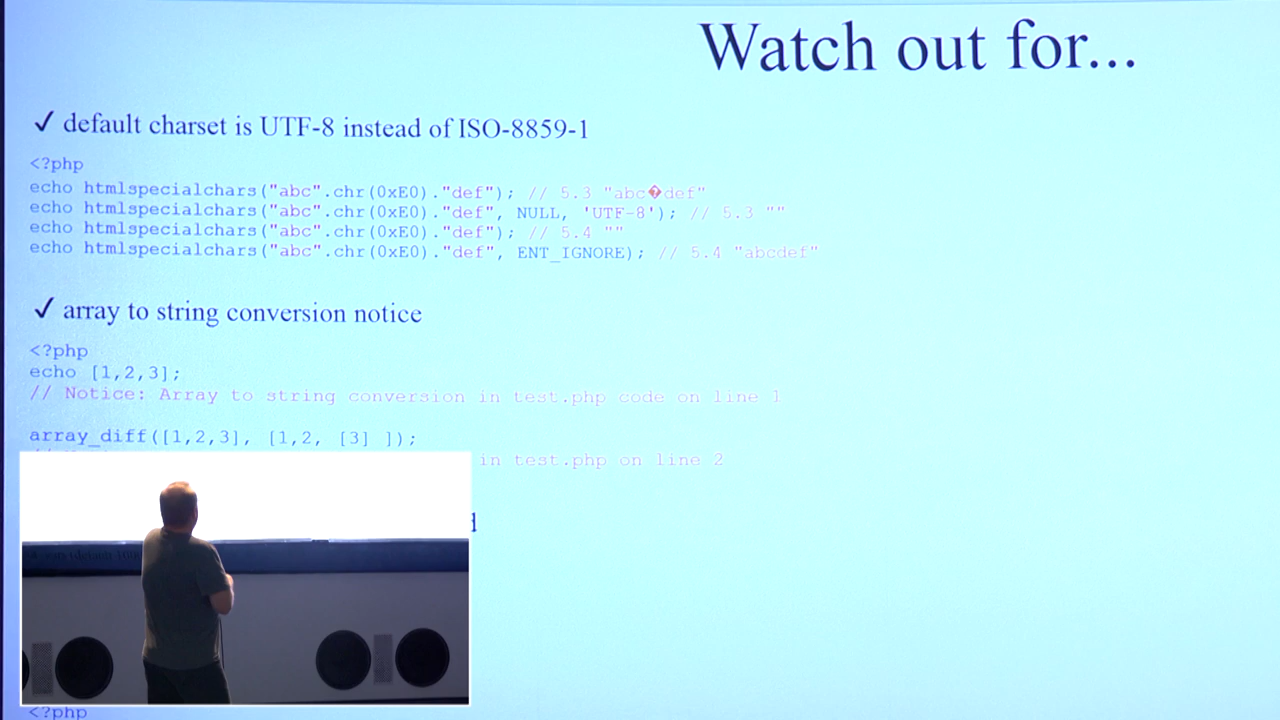 Watch out for...
✓ default charset is UTF-8 instead of ISO-8859-1
<?php
echo htmlspecialchars("abc".chr(0xE0)."def"); // 5.3 "abc�def"
echo htmlspecialchars("abc".chr(0xE0)."def", NULL, 'UTF-8'); // 5.3 ""
echo htmlspecialchars("abc".chr(0xE0)."def"); // 5.4 ""
echo htmlspecialchars("abc".chr(0xE0)."def", ENT_IGNORE); // 5.4 "abcdef"
✓ array to string conversion notice
<?php
echo [1,2,3];
// Notice: Array to string conversion in test.php code on line 1
array_diff([1,2,3], [1,2, [3] ]);
in test.php on line 2
<?php